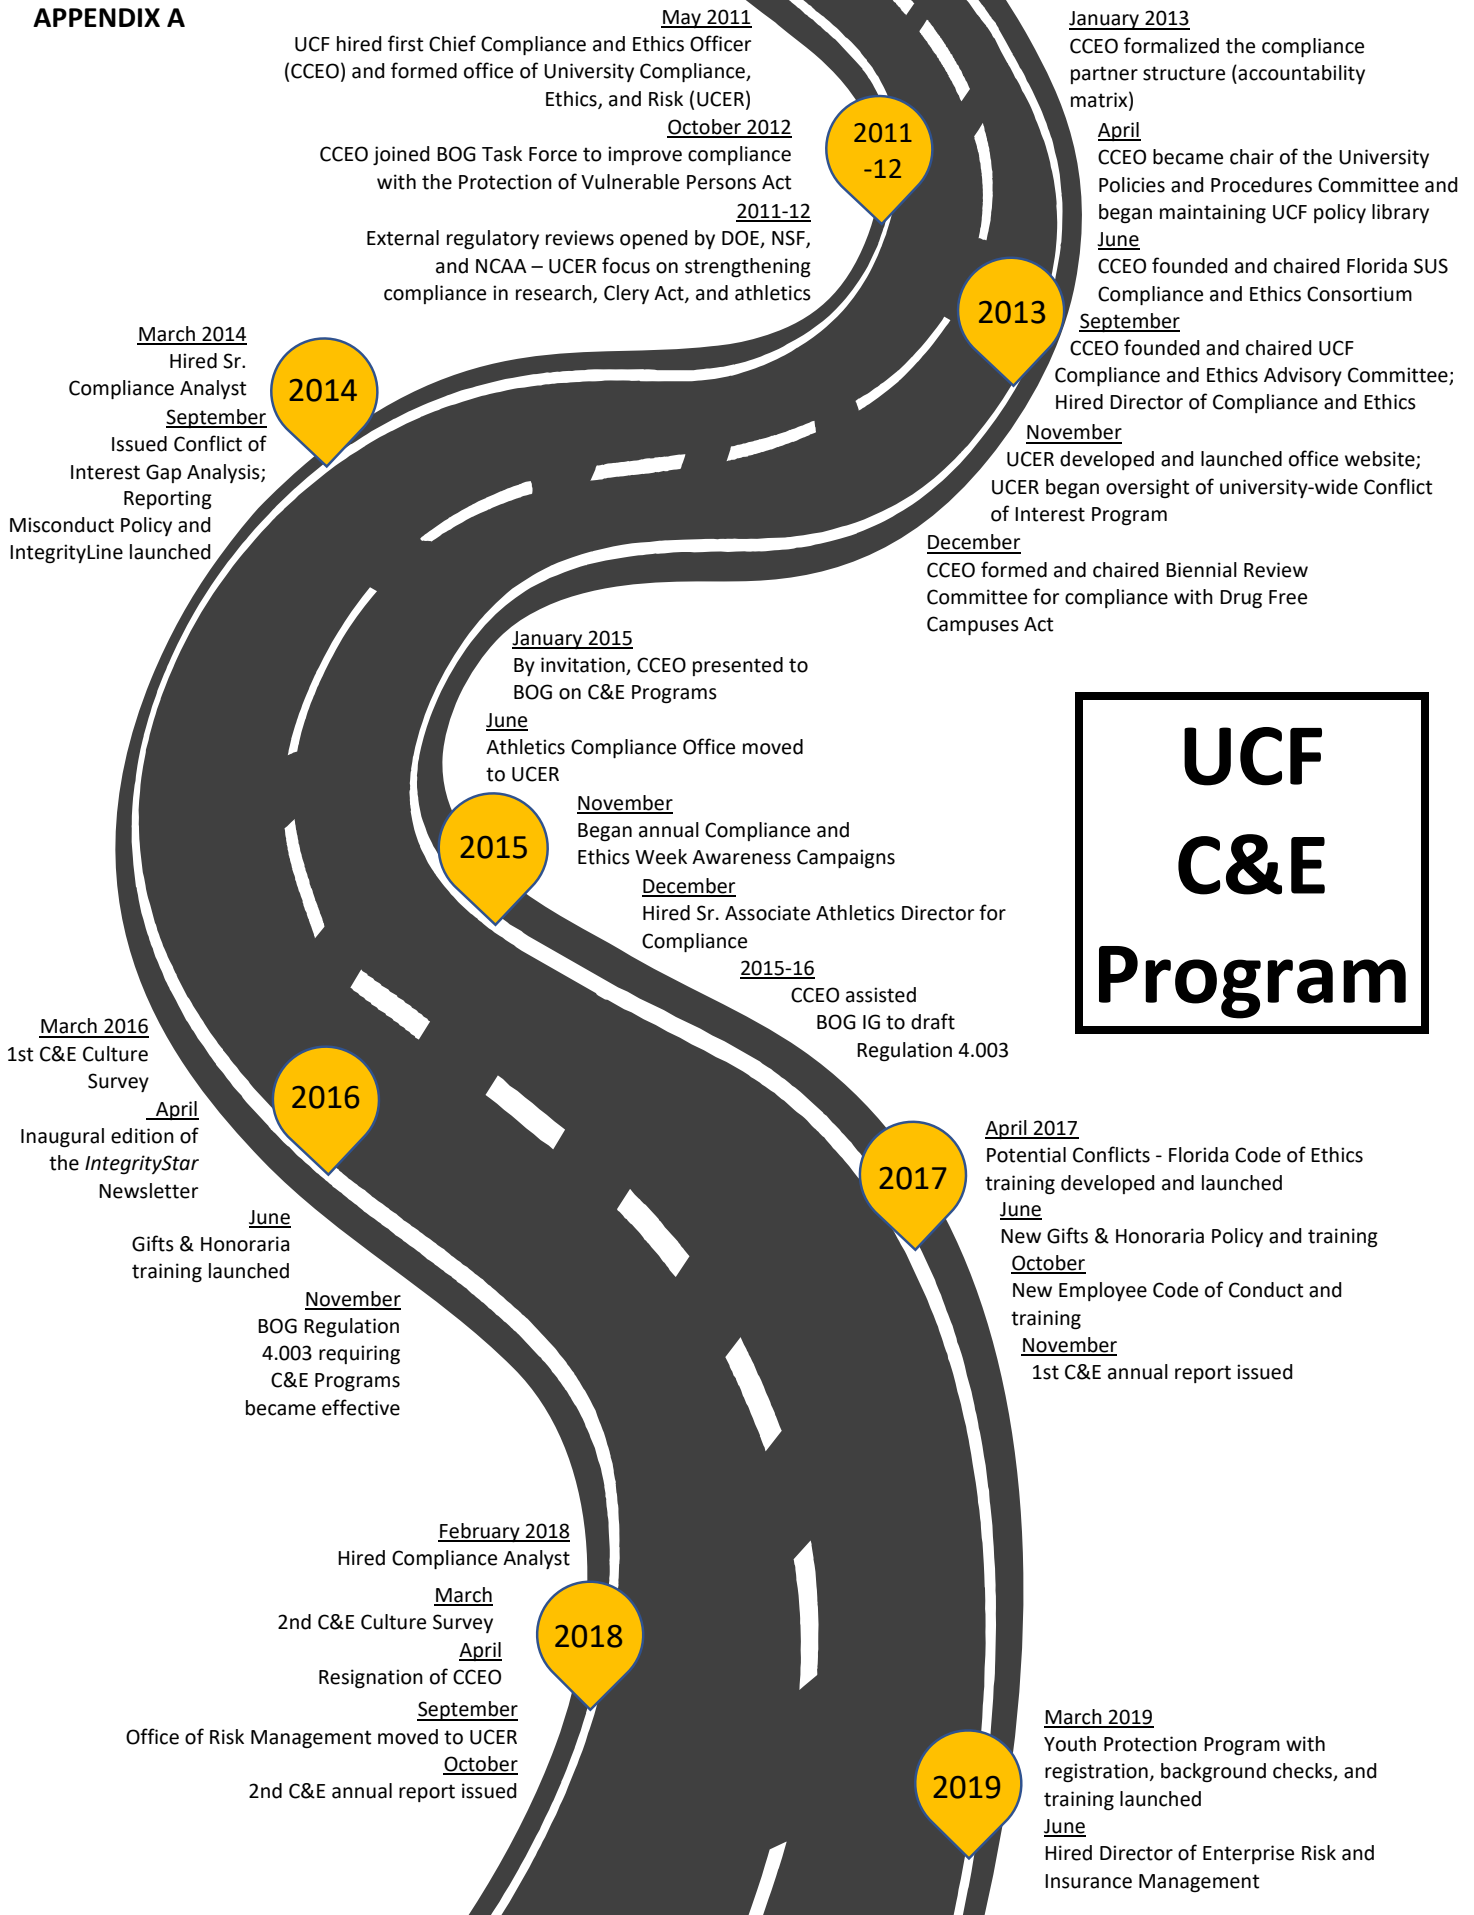 APPENDIX A
May 2011
UCF hired first Chief Compliance and Ethics Officer
(CCEO) and formed office of University Compliance,
Ethics, and Risk (UCER)
October 2012
CCEO joined BOG Task Force to improve compliance
with the Protection of Vulnerable Persons Act
2011-12
External regulatory reviews opened by DOE, NSF,
and NCAA – UCER focus on strengthening
compliance in research, Clery Act, and athletics
2011
-12
January 2013
CCEO formalized the compliance
partner structure (accountability
matrix)
April
CCEO became chair of the University
Policies and Procedures Committee and
began maintaining UCF policy library
June
CCEO founded and chaired Florida SUS
Compliance and Ethics Consortium
September
CCEO founded and chaired UCF
Compliance and Ethics Advisory Committee;
Hired Director of Compliance and Ethics
November
UCER developed and launched office website;
UCER began oversight of university-wide Conflict
of Interest Program
December
CCEO formed and chaired Biennial Review
Committee for compliance with Drug Free
Campuses Act
2013
March 2014
Hired Sr.
Compliance Analyst
September
Issued Conflict of
Interest Gap Analysis;
Reporting
Misconduct Policy and
IntegrityLine launched
2014
January 2015
By invitation, CCEO presented to
BOG on C&E Programs
June
Athletics Compliance Office moved
to UCER
November
Began annual Compliance and
Ethics Week Awareness Campaigns
December
Hired Sr. Associate Athletics Director for
Compliance
2015-16
CCEO assisted
BOG IG to draft
Regulation 4.003
2015
UCF
C&E
Program
March 2016
1st C&E Culture
Survey
April
Inaugural edition of
the IntegrityStar
Newsletter
June
Gifts & Honoraria
training launched
November
BOG Regulation
4.003 requiring
C&E Programs
became effective
2016
2017
April 2017
Potential Conflicts - Florida Code of Ethics
training developed and launched
June
New Gifts & Honoraria Policy and training
October
New Employee Code of Conduct and
training
November
1st C&E annual report issued
February 2018
Hired Compliance Analyst
March
2nd C&E Culture Survey
April
Resignation of CCEO
September
Office of Risk Management moved to UCER
October
2nd C&E annual report issued
2018
2019
March 2019
Youth Protection Program with
registration, background checks, and
training launched
June
Hired Director of Enterprise Risk and
Insurance Management